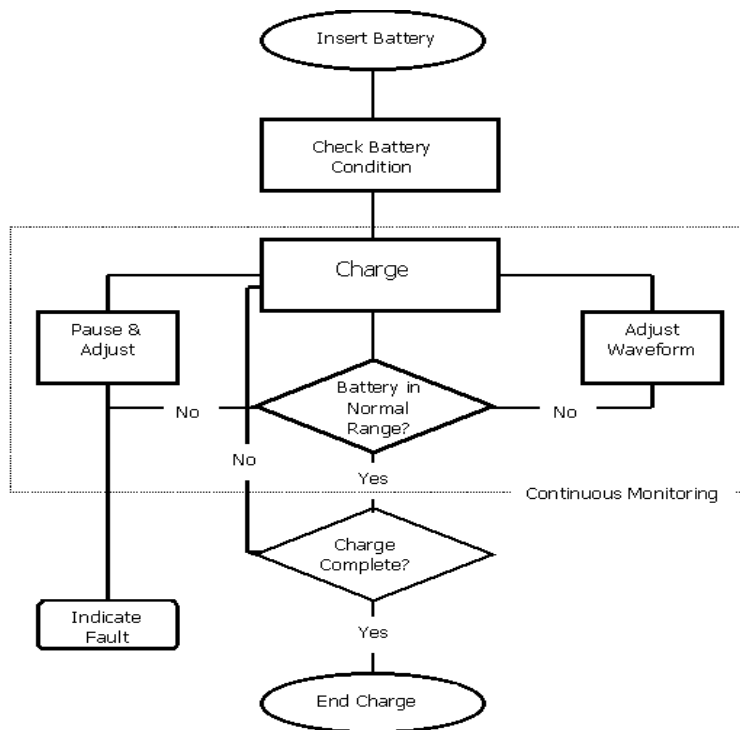 Insert Battery
Check Battery
Condition
Charge
Pause &
Adjust
Adjust
Waveform
Battery in
Normal
Range?
No
No
No
Yes
Continuous Monitoring
Charge
Complete?
Indicate
Fault
Yes
End Charge